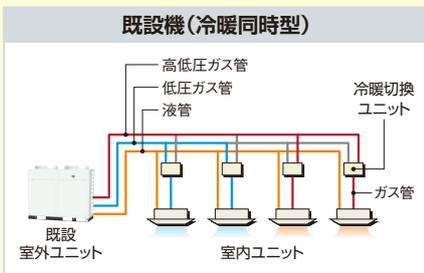 既設機(冷暖同時型)
高低圧ガス管
低圧ガス管
液管
冷暖切換
ユニット
ガス管
既設
室外ユニット
室内ユニット